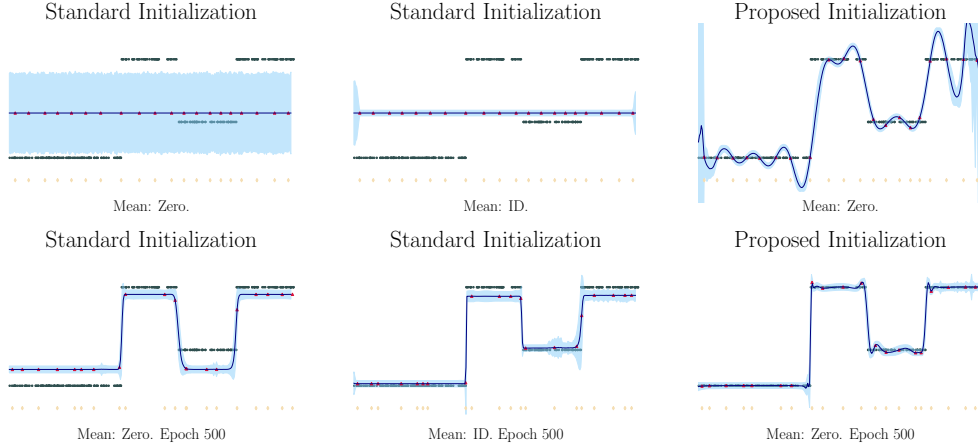 Standard Initialization
Standard Initialization
Proposed Initialization
Mean: Zero.
Mean: ID.
Mean: Zero.
Standard Initialization
Standard Initialization
Proposed Initialization
Mean: Zero. Epoch 500
Mean: ID. Epoch 500
Mean: Zero. Epoch 500